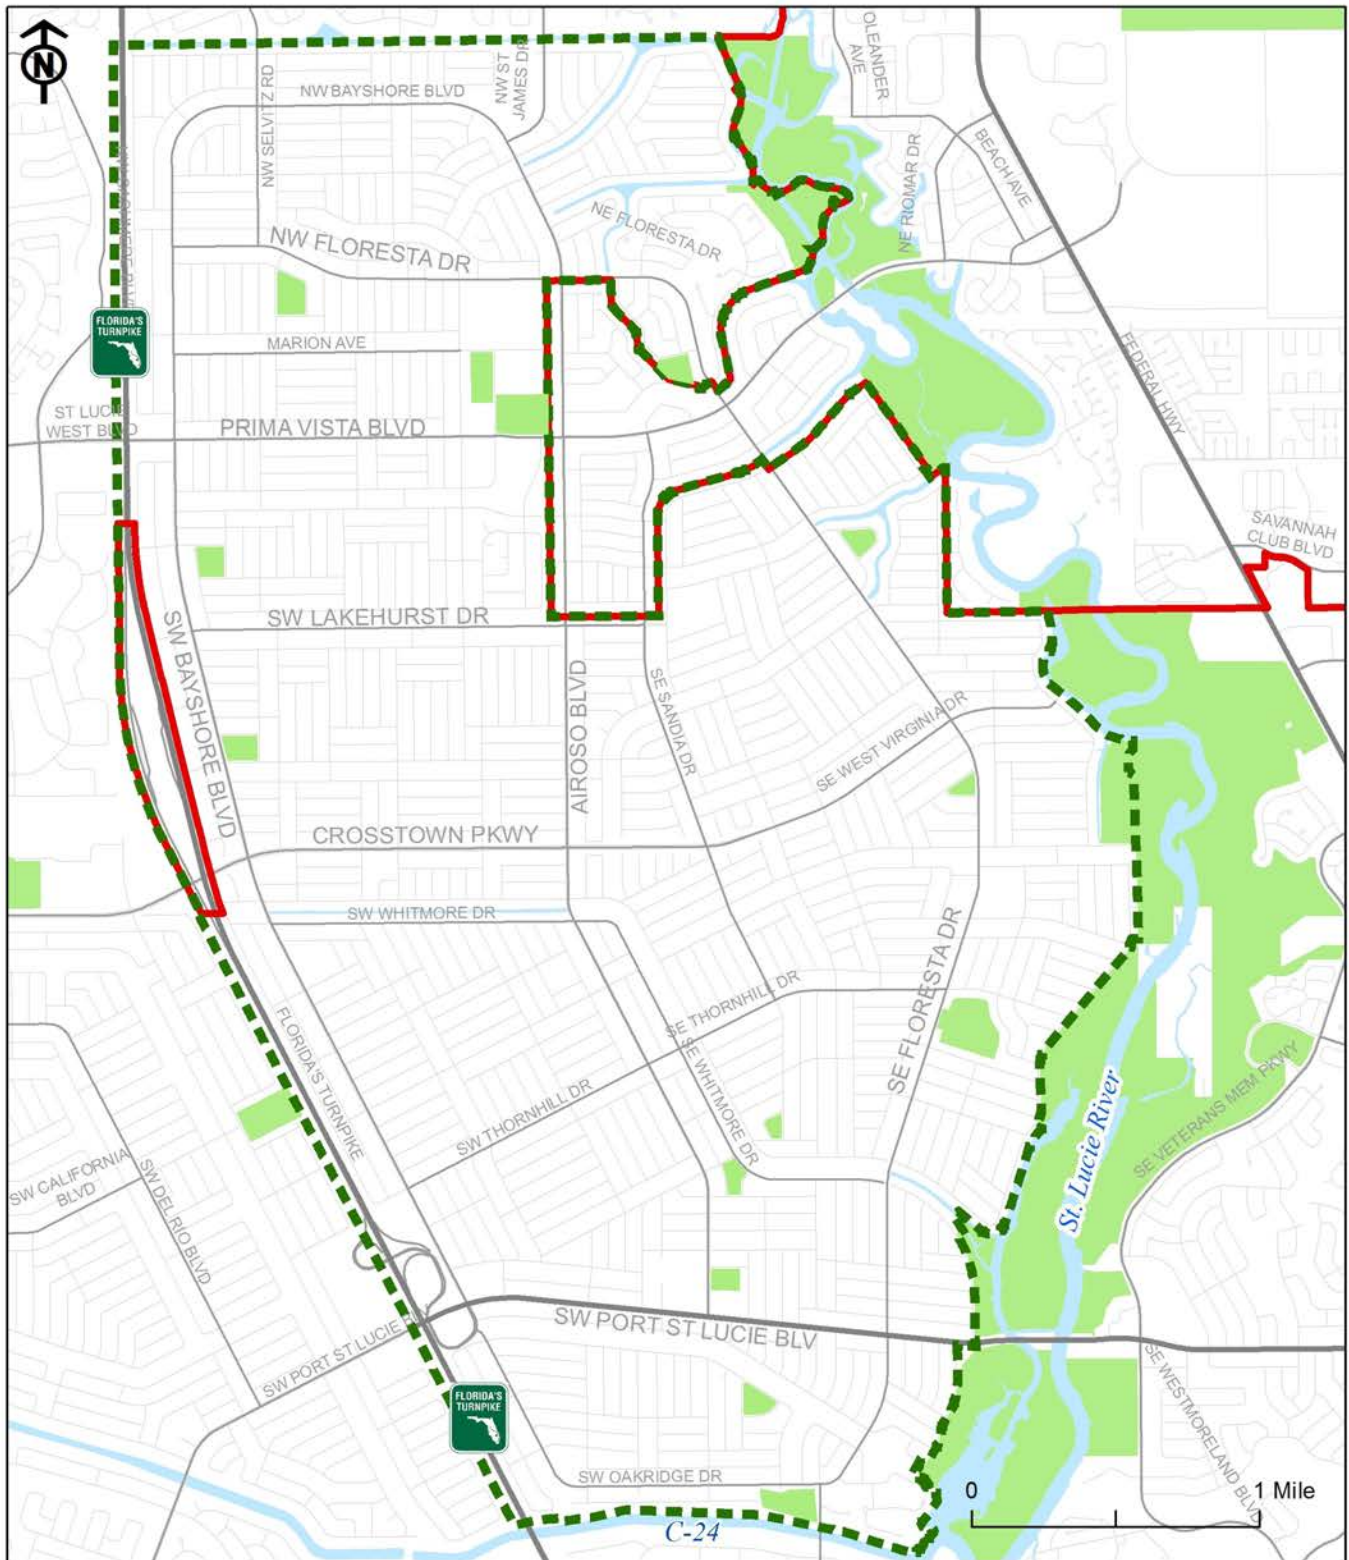 N
OLEANDER
AVE
NW ST
JAMES DR
NW SELVITZ RD
NW BAYSHORE BLVD
BEACH AVE
NE RIOMAR DR
NE FLORESTA DR
NW FLORESTA DR
FLORIDA'S
TURNPIKE
MARION AVE
FEDERAL HWY
ST LUCIE
WEST BLVD
PRIMA VISTA BLVD
SAVANNAH
CLUB BLVD
SW LAKEHURST DR
SW BAYSHORE BLVD
AIROSO BLVD
SE SANDIA DR
SE WEST VIRGINIA DR
CROSSTOWN PKWY
SW WHITMORE DR
SE FLORESTA DR
SE THORNHILL DR
FLORIDA'S TURNPIKE
SE WHITMORE DR
SW THORNHILL DR
SE VETERANS MEM PKWY
St. Lucie River
SW CALIFORNIA
BLVD
SW DEL RIO BLVD
SW PORT ST LUCIE BLV
SW PORT ST LUCIE
FLORIDA'S
TURNPIKE
SE WESTMORELAND BLVD
SW OAKRIDGE DR
0 1 Mile
C-24